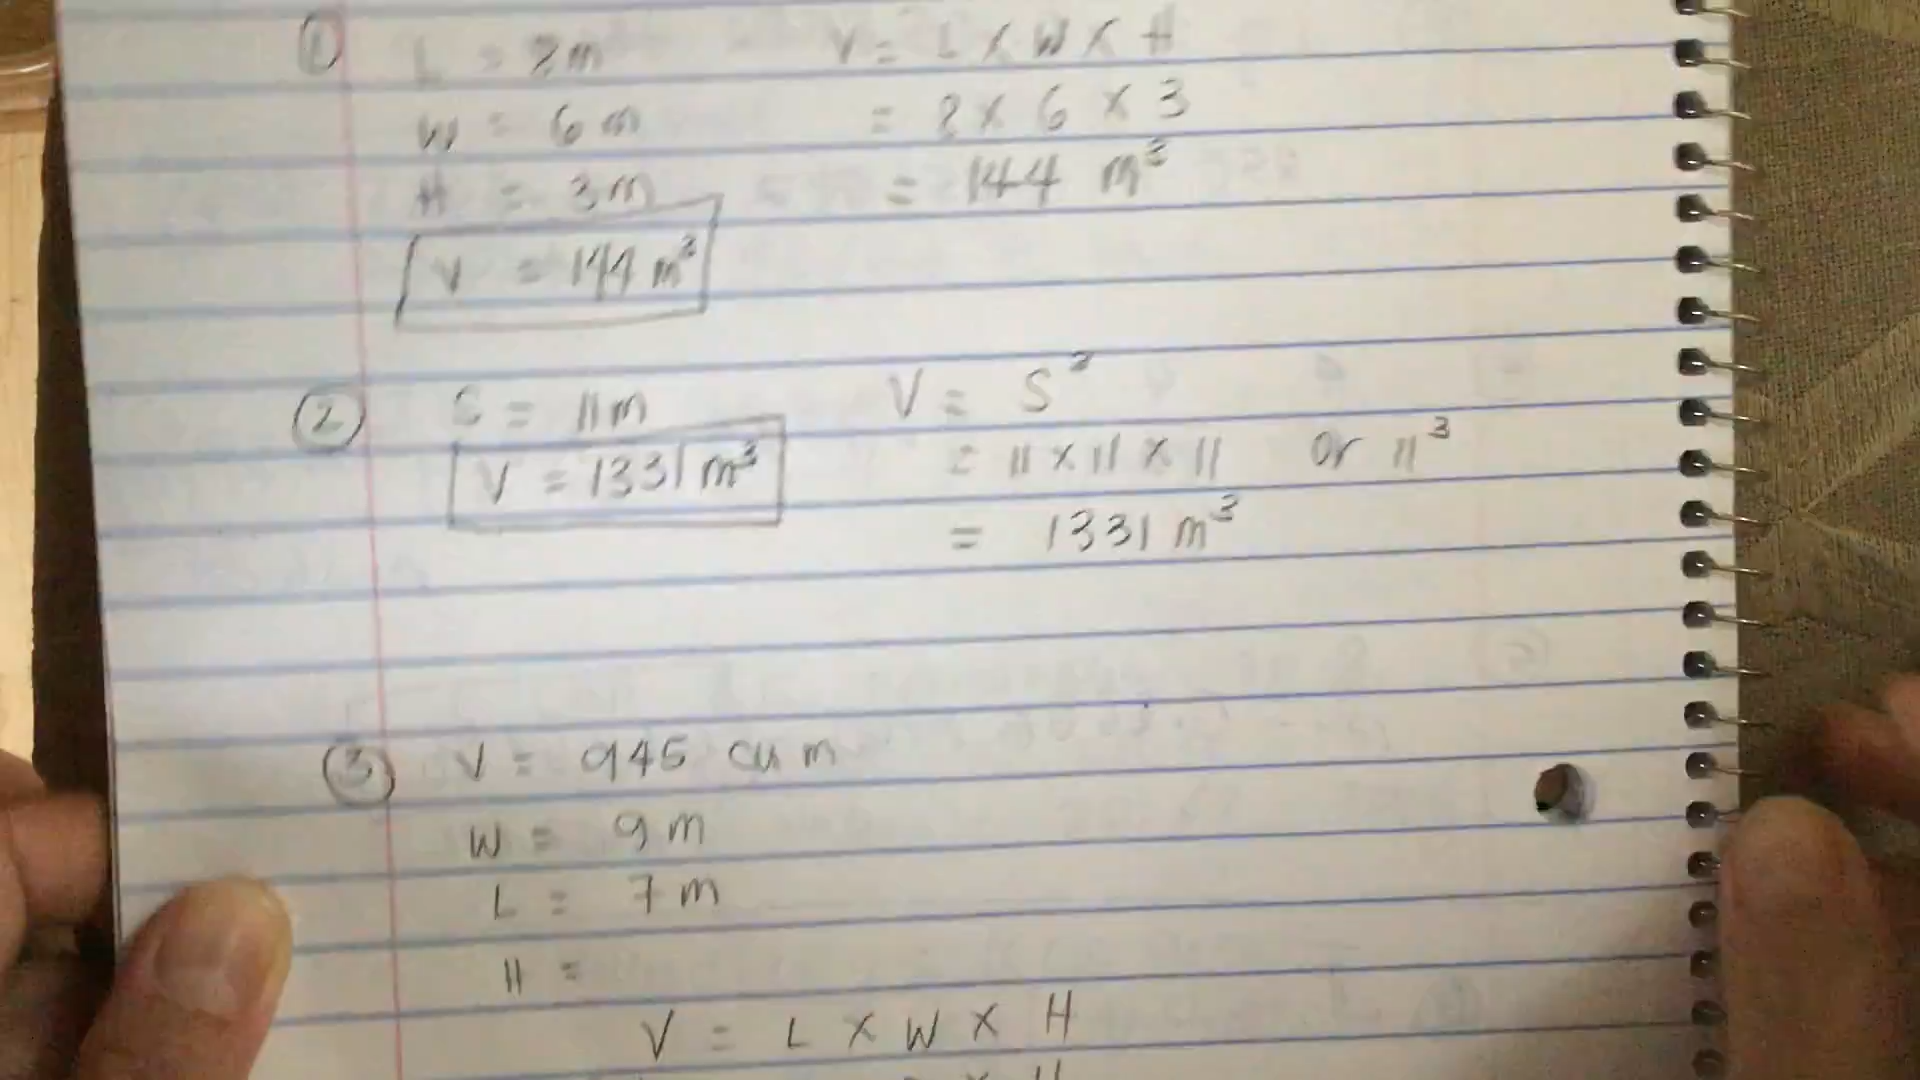 ① L = 8m V = L X W X H
W = 6m = 8 x 6 x 3
H = 3m = 144 m³
V = 144 m³
② S = 11m V = S³
V = 1331 m³ = 11 x 11 x 11 or 11³
= 1331 m³
③ V = 945 cu m
W = 9m
L = 7m
H =
V = L X W X H